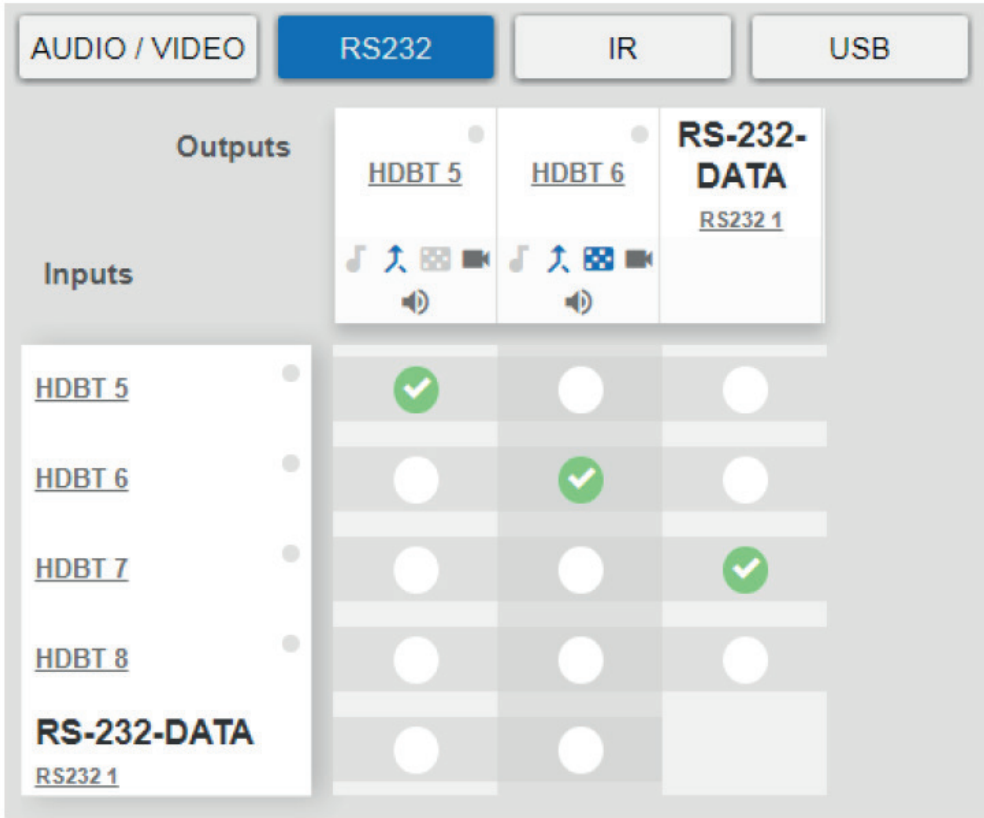 AUDIO / VIDEO RS232 IR USB
Outputs
HDBT 5 HDBT 6 RS-232-
DATA
RS232 1
Inputs
HDBT 5
HDBT 6
HDBT 7
HDBT 8
RS-232-DATA
RS232 1